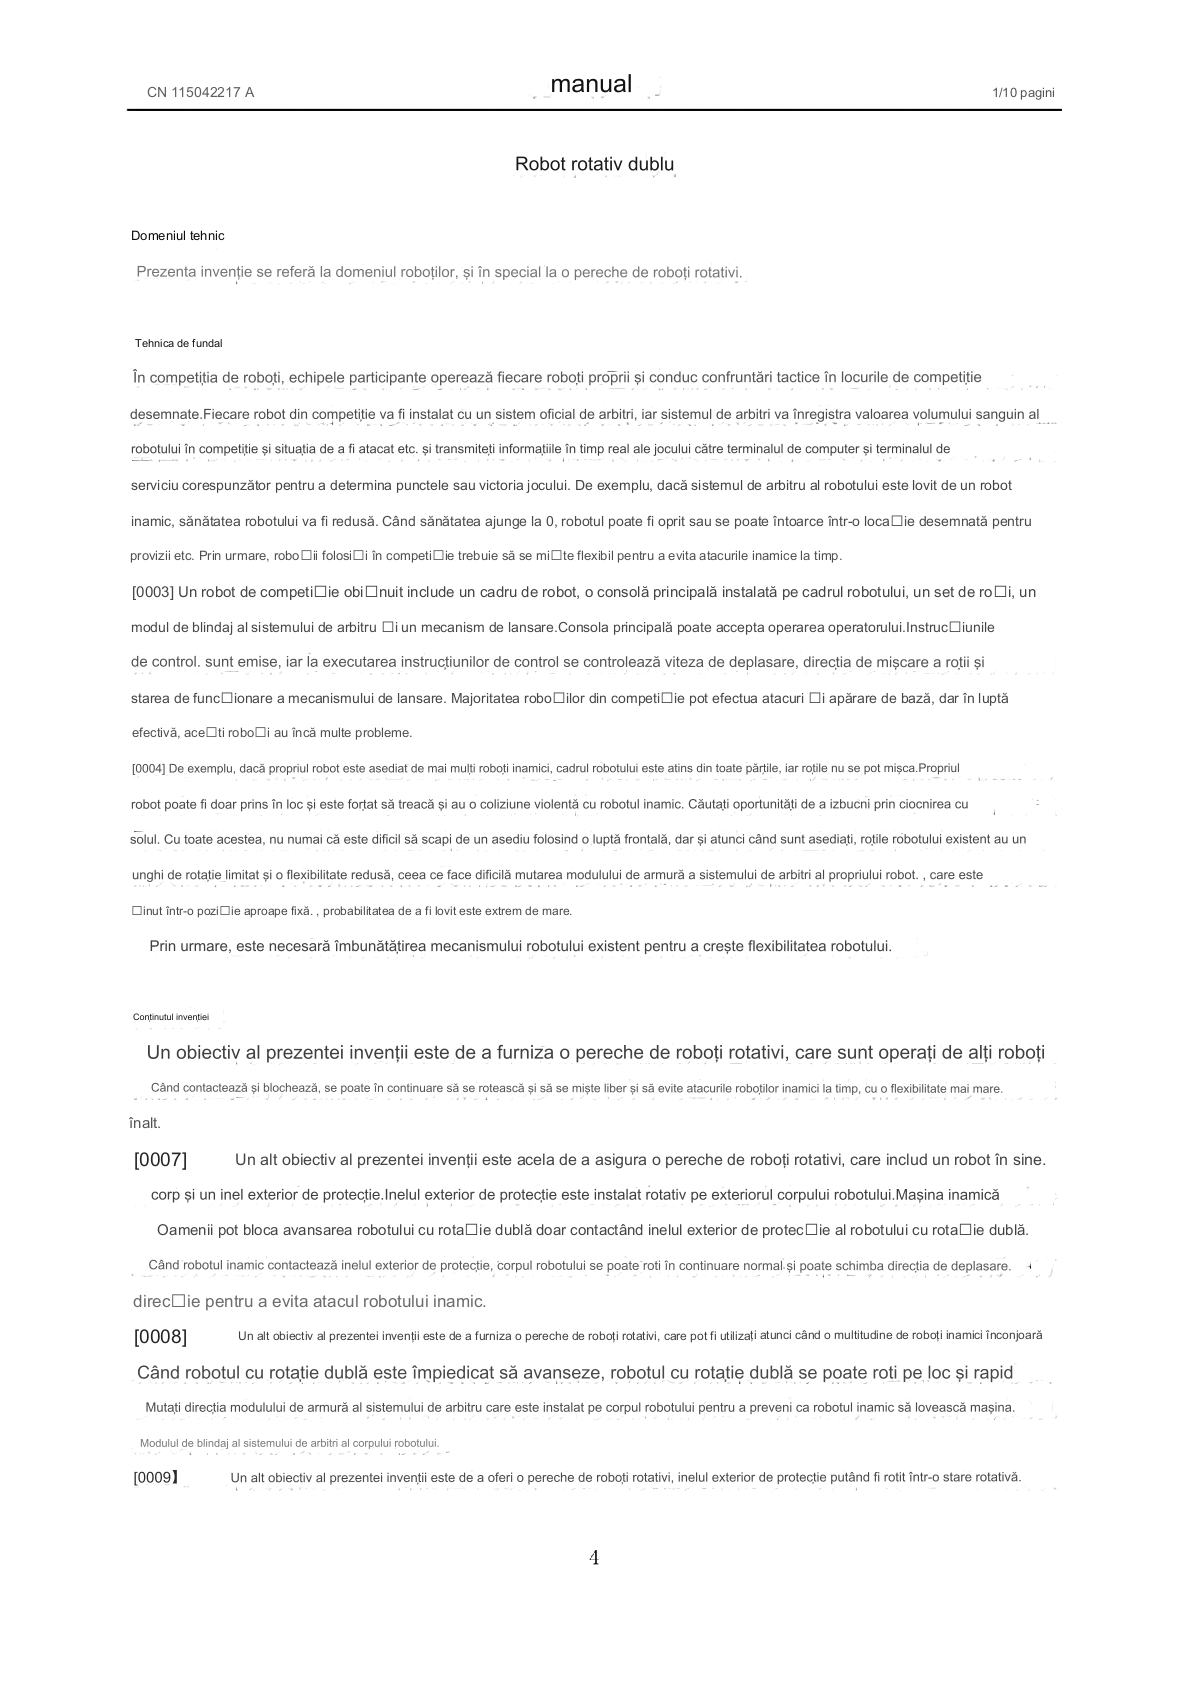 CN 115042217 A
manual
1/10 pagini
Robot rotativ dublu
Domeniul tehnic
Prezenta invenție se referă la domeniul roboților, și în special la o pereche de roboți rotativi.
Tehnica de fundal
În competiția de roboți, echipele participante operează fiecare roboți proprii și conduc confruntări tactice în locurile de competiție
desemnate.Fiecare robot din competiție va fi instalat cu un sistem oficial de arbitri, iar sistemul de arbitri va înregistra valoarea volumului sanguin al
robotului în competiție și situația de a fi atacat etc. și transmiteți informațiile în timp real ale jocului către terminalul de computer și terminalul de
serviciu corespunzător pentru a determina punctele sau victoria jocului. De exemplu, dacă sistemul de arbitru al robotului este lovit de un robot
inamic, sănătatea robotului va fi redusă. Când sănătatea ajunge la 0, robotul poate fi oprit sau se poate întoarce într-o loca□ie desemnată pentru
provizii etc. Prin urmare, robo□ii folosi□i în competi□ie trebuie să se mi□te flexibil pentru a evita atacurile inamice la timp.
[0003] Un robot de competi□ie obi□nuit include un cadru de robot, o consolă principală instalată pe cadrul robotului, un set de ro□i, un
modul de blindaj al sistemului de arbitru □i un mecanism de lansare.Consola principală poate accepta operarea operatorului.Instruc□iunile
de control. sunt emise, iar la executarea instrucțiunilor de control se controlează viteza de deplasare, direcția de mișcare a roții și
starea de func□ionare a mecanismului de lansare. Majoritatea robo□ilor din competi□ie pot efectua atacuri □i apărare de bază, dar în luptă
efectivă, ace□ti robo□i au încă multe probleme.
[0004] De exemplu, dacă propriul robot este asediat de mai mulți roboți inamici, cadrul robotului este atins din toate părțile, iar roțile nu se pot mișca.Propriul
robot poate fi doar prins în loc și este forțat să treacă și au o coliziune violentă cu robotul inamic. Căutați oportunități de a izbucni prin ciocnirea cu
solul. Cu toate acestea, nu numai că este dificil să scapi de un asediu folosind o luptă frontală, dar și atunci când sunt asediați, roțile robotului existent au un
unghi de rotație limitat și o flexibilitate redusă, ceea ce face dificilă mutarea modulului de armură a sistemului de arbitri al propriului robot. , care este
□inut într-o pozi□ie aproape fixă. , probabilitatea de a fi lovit este extrem de mare.
Prin urmare, este necesară îmbunătățirea mecanismului robotului existent pentru a crește flexibilitatea robotului.
Conținutul invenției
Un obiectiv al prezentei invenții este de a furniza o pereche de roboți rotativi, care sunt operați de alți roboți
Când contactează și blochează, se poate în continuare să se rotească și să se miște liber și să evite atacurile roboților inamici la timp, cu o flexibilitate mai mare.
înalt.
[0007] Un alt obiectiv al prezentei invenții este acela de a asigura o pereche de roboți rotativi, care includ un robot în sine.
corp și un inel exterior de protecție.Inelul exterior de protecție este instalat rotativ pe exteriorul corpului robotului.Mașina inamică
Oamenii pot bloca avansarea robotului cu rota□ie dublă doar contactând inelul exterior de protec□ie al robotului cu rota□ie dublă.
Când robotul inamic contactează inelul exterior de protecție, corpul robotului se poate roti în continuare normal și poate schimba direcția de deplasare.
direc□ie pentru a evita atacul robotului inamic.
[0008] Un alt obiectiv al prezentei invenții este de a furniza o pereche de roboți rotativi, care pot fi utilizați atunci când o multitudine de roboți inamici înconjoară
Când robotul cu rotație dublă este împiedicat să avanseze, robotul cu rotație dublă se poate roti pe loc și rapid
Mutați direcția modulului de armură al sistemului de arbitru care este instalat pe corpul robotului pentru a preveni ca robotul inamic să lovească mașina.
Modulul de blindaj al sistemului de arbitri al corpului robotului.
[0009】 Un alt obiectiv al prezentei invenții este de a oferi o pereche de roboți rotativi, inelul exterior de protecție putând fi rotit într-o stare rotativă.
4